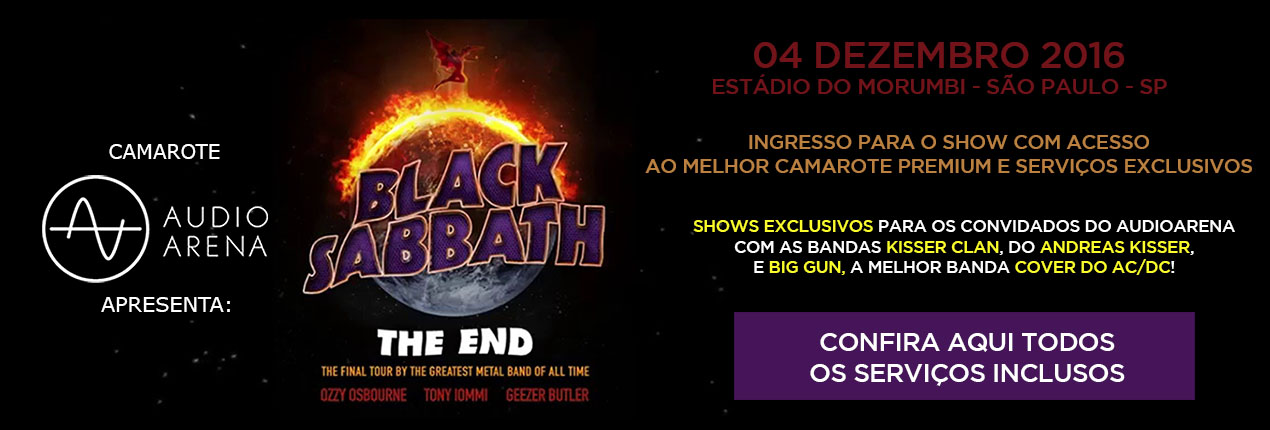 CAMAROTE
AUDIO
ARENA
APRESENTA:
BLACK
SABBATH
THE END
THE FINAL TOUR BY THE GREATEST METAL BAND OF ALL TIME
OZZY OSBOURNE TONY IOMMI GEEZER BUTLER
04 DEZEMBRO 2016
ESTÁDIO DO MORUMBI - SÃO PAULO - SP
INGRESSO PARA O SHOW COM ACESSO
AO MELHOR CAMAROTE PREMIUM E SERVIÇOS EXCLUSIVOS
SHOWS EXCLUSIVOS PARA OS CONVIDADOS DO AUDIOARENA
COM AS BANDAS KISSER CLAN, DO ANDREAS KISSER,
E BIG GUN, A MELHOR BANDA COVER DO AC/DC!
CONFIRA AQUI TODOS
OS SERVIÇOS INCLUSOS